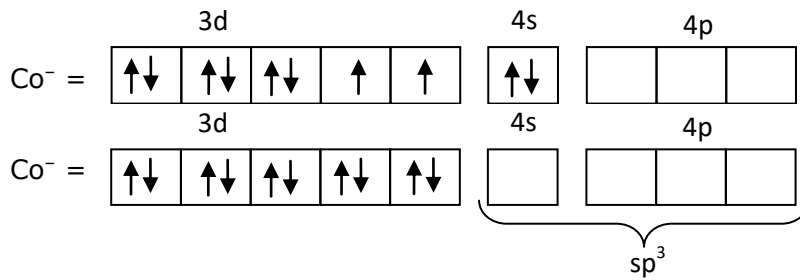 3d 4s 4p
Co⁻ =
3d 4s 4p
Co⁻ =
sp³